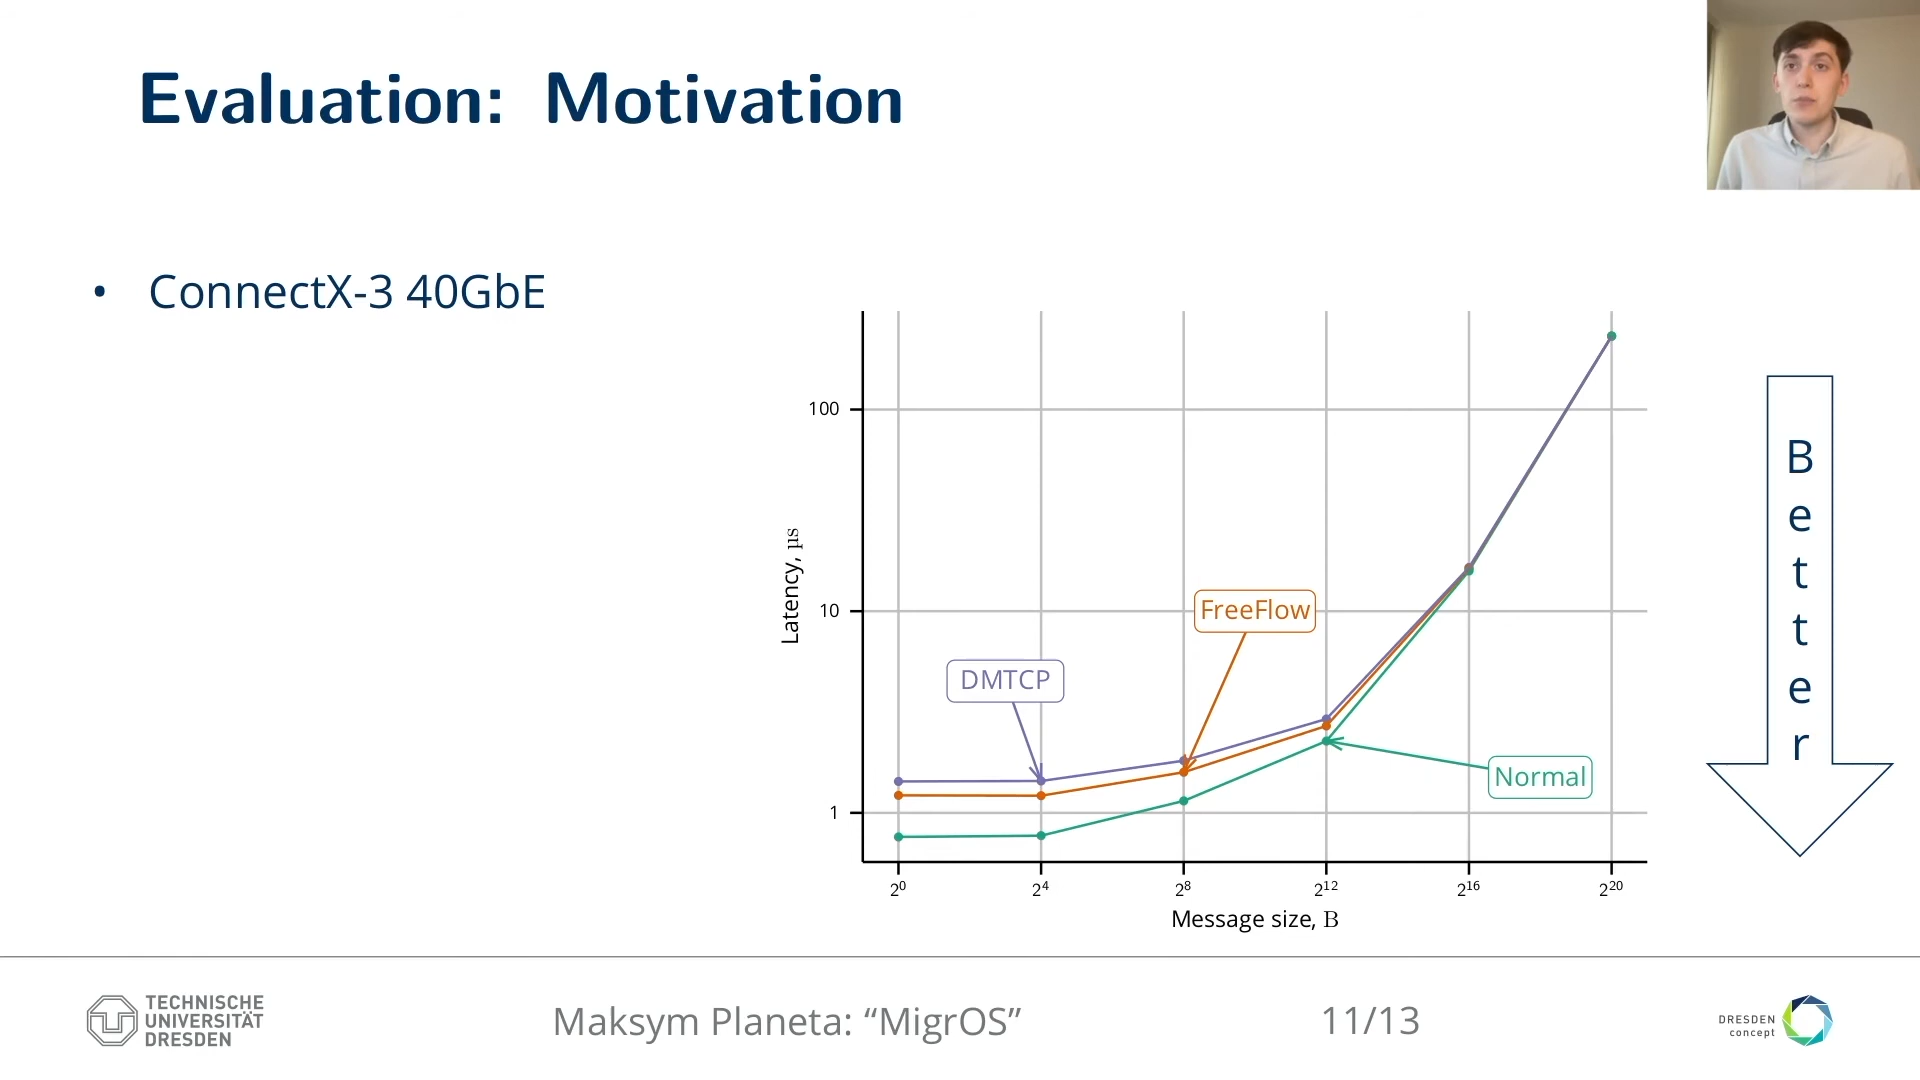 Evaluation: Motivation
• ConnectX-3 40GbE
100
10
1
Latency, µs
DMTCP
FreeFlow
Normal
2⁰ 2⁴ 2⁸ 2¹² 2¹⁶ 2²⁰
Message size, B
B
e
t
t
e
r
TECHNISCHE
UNIVERSITÄT
DRESDEN
Maksym Planeta: “MigrOS”
11/13
DRESDEN
concept